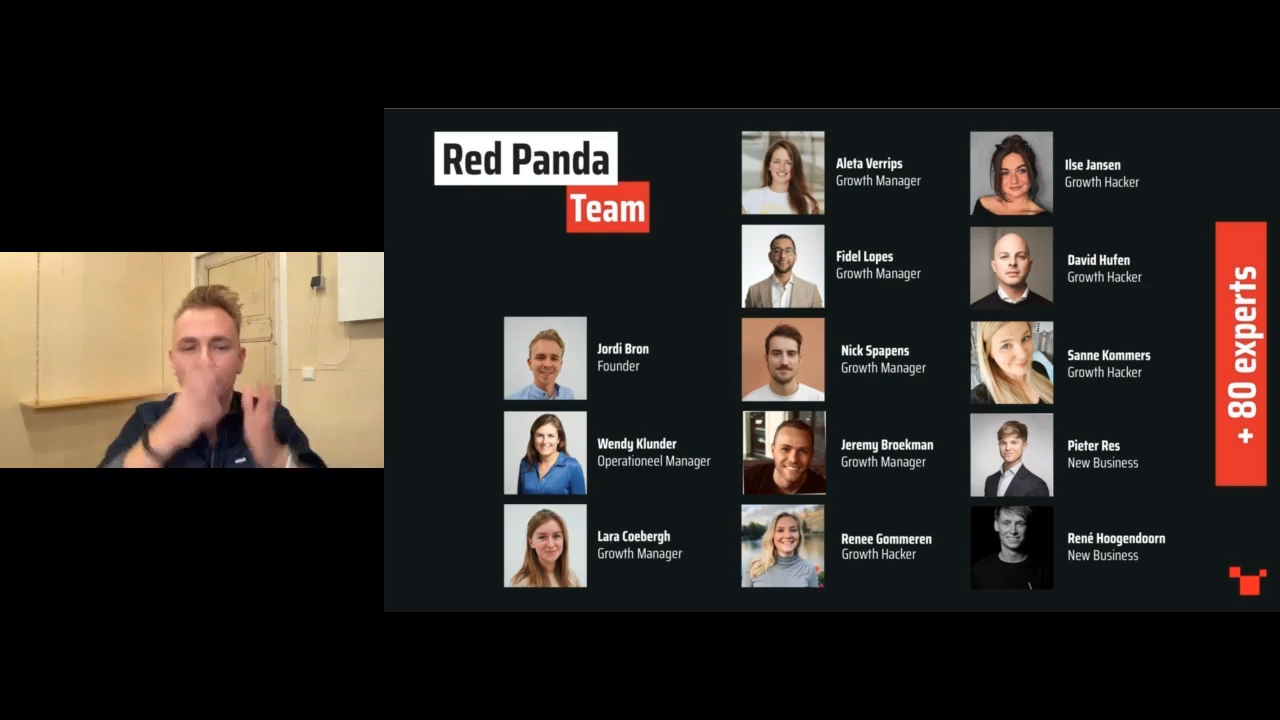 Red Panda
Team
Jordi Bron
Founder
Wendy Klunder
Operationeel Manager
Lara Coebergh
Growth Manager
Aleta Verrips
Growth Manager
Fidel Lopes
Growth Manager
Nick Spapens
Growth Manager
Jeremy Broekman
Growth Manager
Renee Gommeren
Growth Hacker
Ilse Jansen
Growth Hacker
David Hufen
Growth Hacker
Sanne Kommers
Growth Hacker
Pieter Res
New Business
René Hoogendoorn
New Business
+ 80 experts